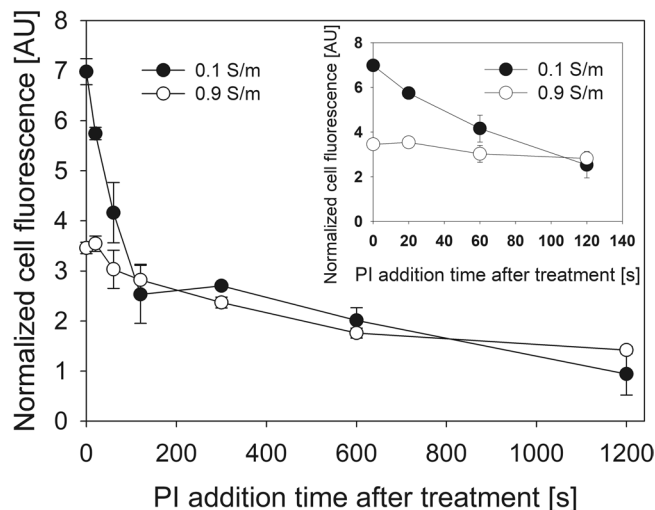 Normalized cell fluorescence [AU]
8
7
6
5
4
3
2
1
0
0.1 S/m
0.9 S/m
0 200 400 600 800 1000 1200
PI addition time after treatment [s]
Normalized cell fluorescence [AU]
8
6
4
2
0
0.1 S/m
0.9 S/m
0 20 40 60 80 100 120 140
PI addition time after treatment [s]